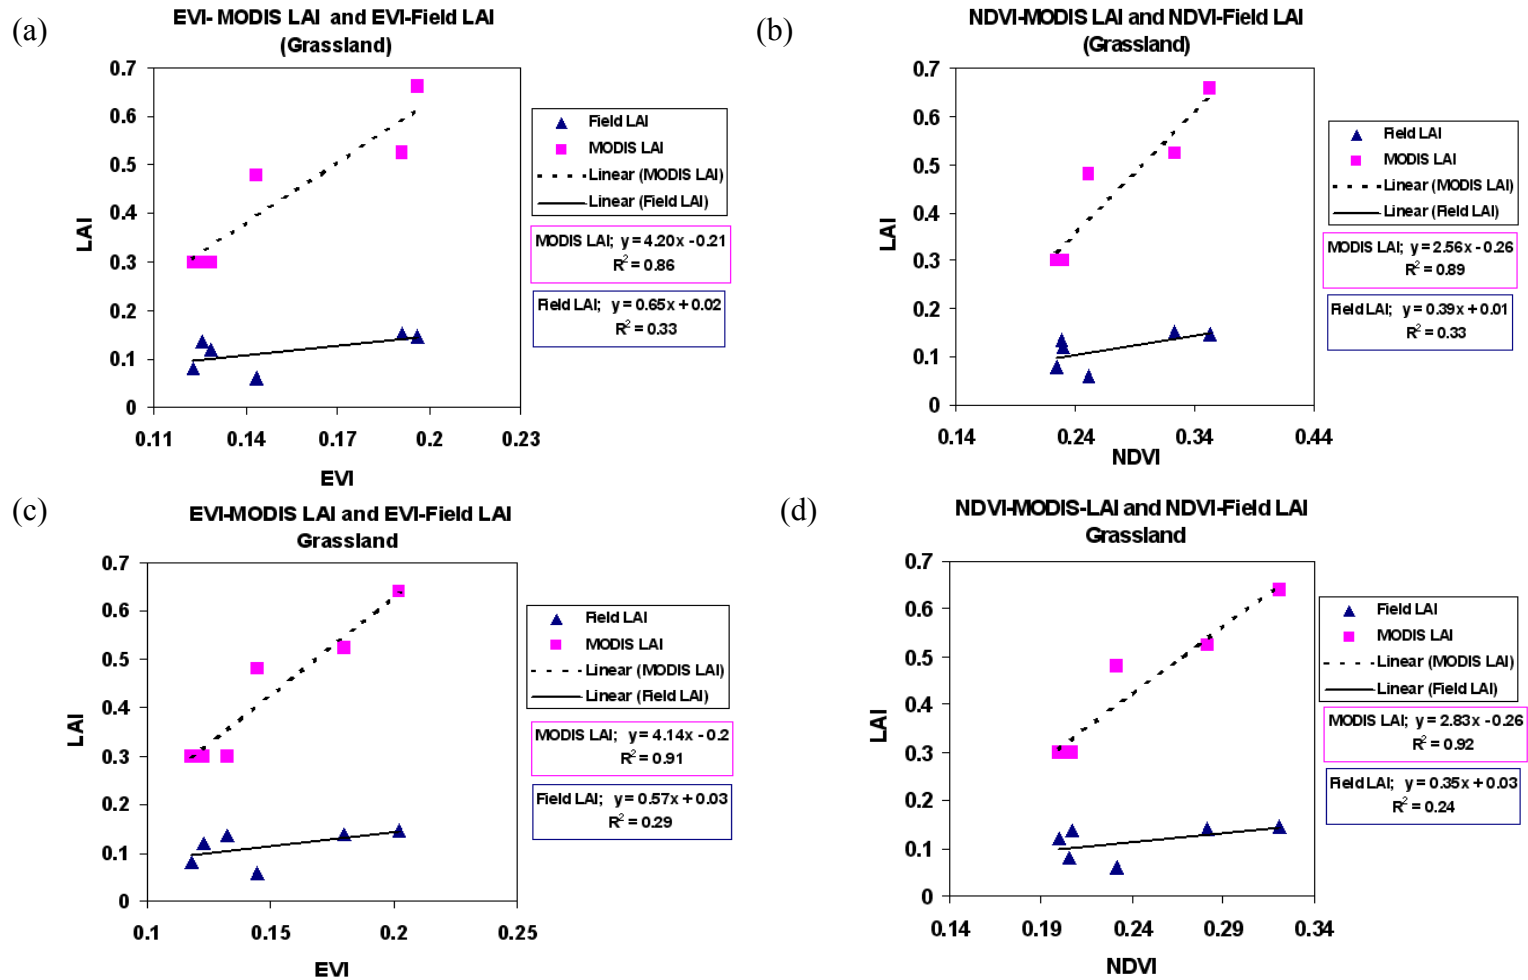 (a)
EVI- MODIS LAI and EVI-Field LAI
(Grassland)
0.7
0.6
0.5
0.4
0.3
0.2
0.1
0
LAI
0.11 0.14 0.17 0.2 0.23
EVI
Field LAI
MODIS LAI
Linear (MODIS LAI)
Linear (Field LAI)
MODIS LAI; y = 4.20x - 0.21
R² = 0.86
Field LAI; y = 0.65x + 0.02
R² = 0.33
(b)
NDVI-MODIS LAI and NDVI-Field LAI
(Grassland)
0.7
0.6
0.5
0.4
0.3
0.2
0.1
0
LAI
0.14 0.24 0.34 0.44
NDVI
Field LAI
MODIS LAI
Linear (MODIS LAI)
Linear (Field LAI)
MODIS LAI; y = 2.56x - 0.26
R² = 0.89
Field LAI; y = 0.39x + 0.01
R² = 0.33
(c)
EVI-MODIS LAI and EVI-Field LAI
Grassland
0.7
0.6
0.5
0.4
0.3
0.2
0.1
0
LAI
0.1 0.15 0.2 0.25
EVI
Field LAI
MODIS LAI
Linear (MODIS LAI)
Linear (Field LAI)
MODIS LAI; y = 4.14x - 0.2
R² = 0.91
Field LAI; y = 0.57x + 0.03
R² = 0.29
(d)
NDVI-MODIS-LAI and NDVI-Field LAI
Grassland
0.7
0.6
0.5
0.4
0.3
0.2
0.1
0
LAI
0.14 0.19 0.24 0.29 0.34
NDVI
Field LAI
MODIS LAI
Linear (MODIS LAI)
Linear (Field LAI)
MODIS LAI; y = 2.83x - 0.26
R² = 0.92
Field LAI; y = 0.35x + 0.03
R² = 0.24